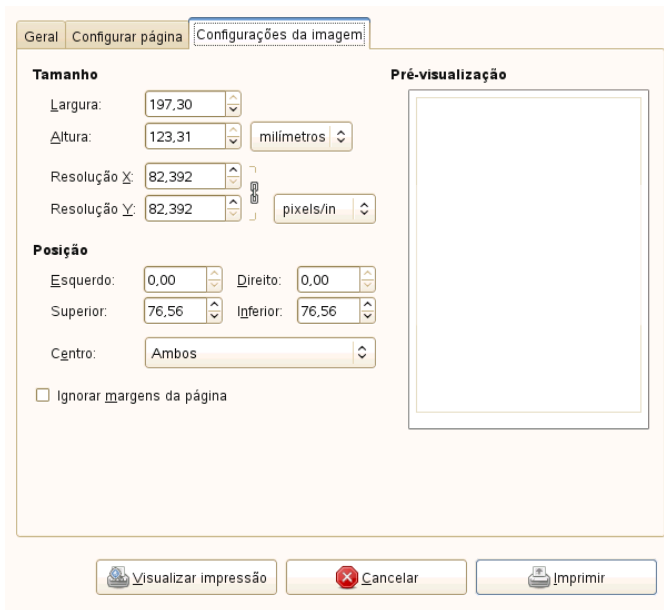 Geral Configurar página Configurações da imagem
Tamanho
Largura: 197,30
Altura: 123,31 milímetros
Resolução X: 82,392
Resolução Y: 82,392 pixels/in
Posição
Esquerdo: 0,00 Direito: 0,00
Superior: 76,56 Inferior: 76,56
Centro: Ambos
Ignorar margens da página
Pré-visualização
Visualizar impressão Cancelar Imprimir